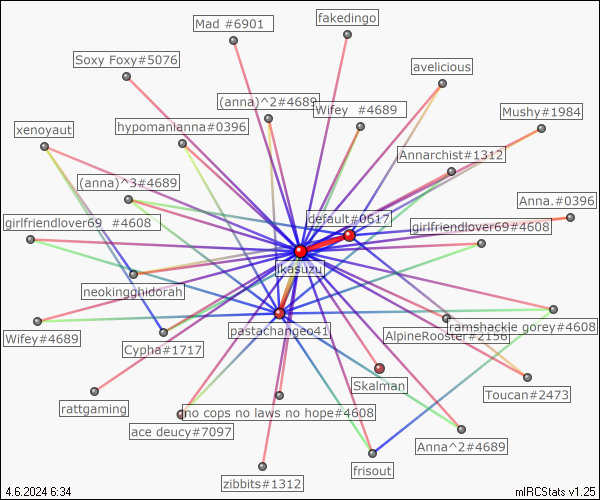 Mad #6901
fakedingo
Soxy Foxy#5076
avelicious
(anna)^2#4689
Wifey #4689
Mushy#1984
xenoyaut
hypomanianna#0396
Annarchist#1312
(anna)^3#4689
Anna.#0396
girlfriendlover69 #4608
default#0617
girlfriendlover69#4608
ikasuzu
neokinghidorah
pastachangeo41
ramshackle gorey#4608
Wifey#4689
Cypha#1717
AlpineRooster#2156
Skalman
Toucan#2473
rattgaming
no cops no laws no hope#4608
ace deucy#7097
Anna^2#4689
frisout
zibbits#1312
4.6.2024 6:34
mIRCStats v1.25